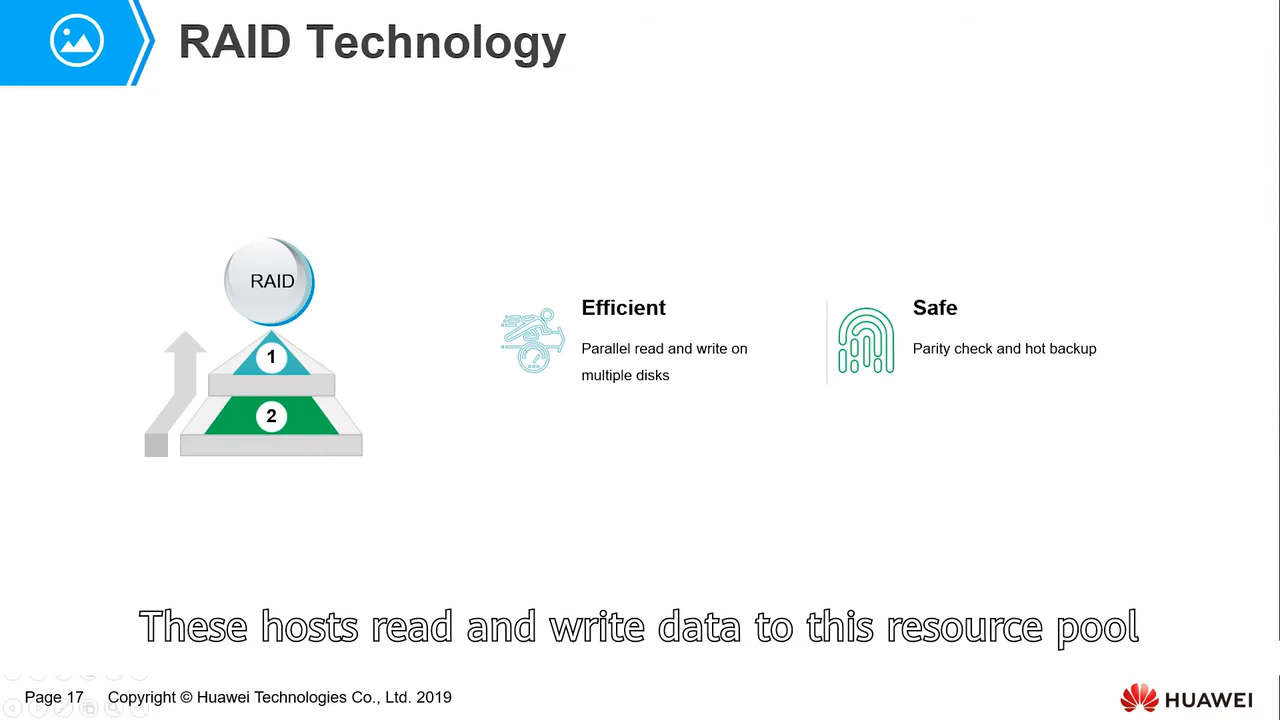 RAID Technology
RAID
1
2
Efficient
Parallel read and write on
multiple disks
Safe
Parity check and hot backup
These hosts read and write data to this resource pool
Page 17 Copyright © Huawei Technologies Co., Ltd. 2019
HUAWEI